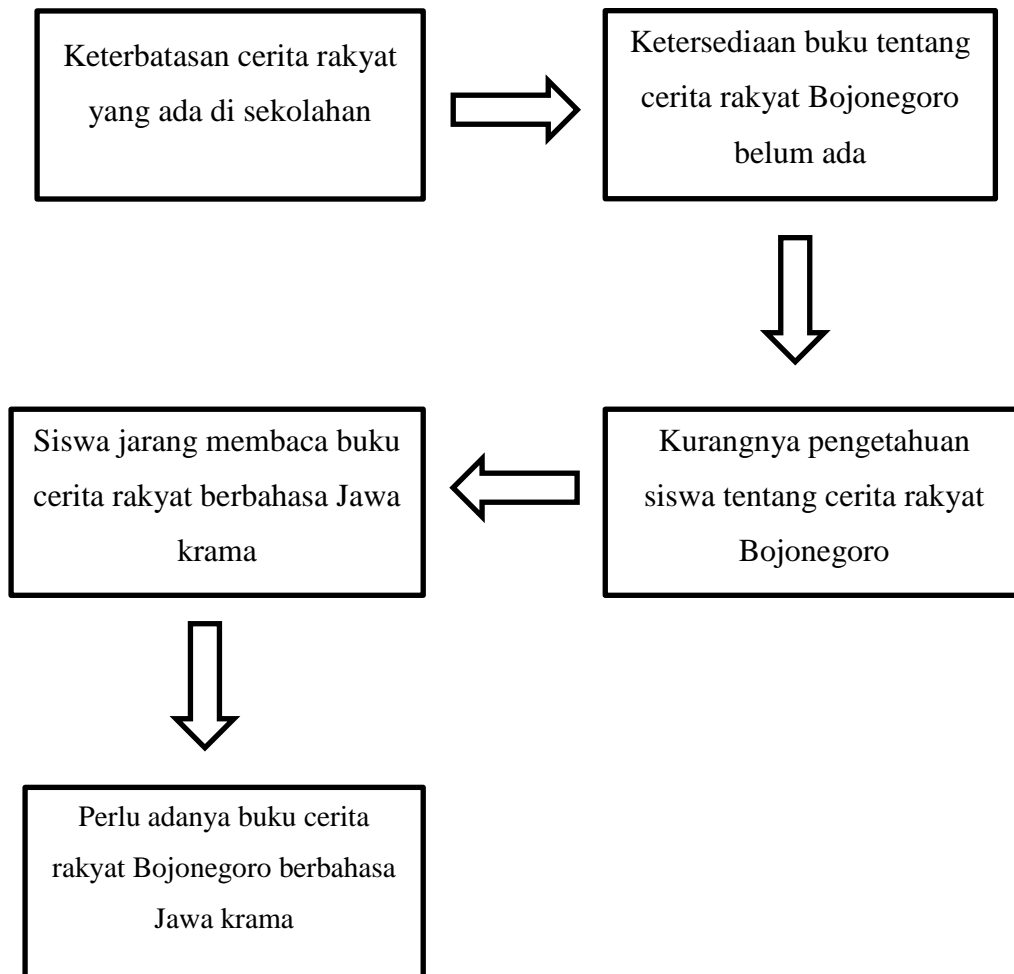 Keterbatasan cerita rakyat
yang ada di sekolahan
Ketersediaan buku tentang
cerita rakyat Bojonegoro
belum ada
Kurangnya pengetahuan
siswa tentang cerita rakyat
Bojonegoro
Siswa jarang membaca buku
cerita rakyat berbahasa Jawa
krama
Perlu adanya buku cerita
rakyat Bojonegoro berbahasa
Jawa krama